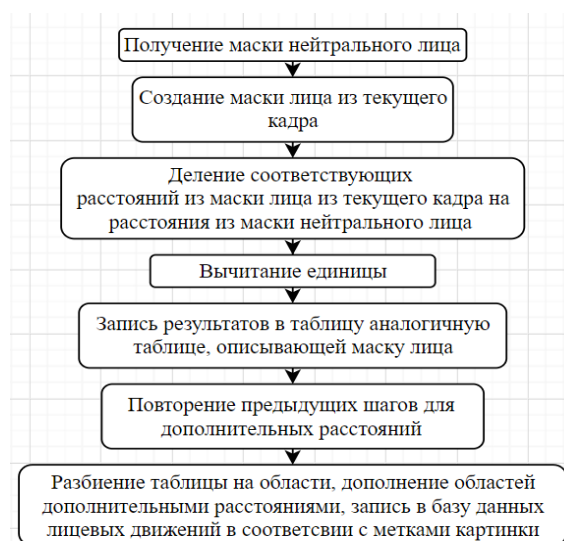 Получение маски нейтрального лица
Создание маски лица из текущего
кадра
Деление соответствующих
расстояний из маски лица из текущего кадра на
расстояния из маски нейтрального лица
Вычитание единицы
Запись результатов в таблицу аналогичную
таблице, описывающей маску лица
Повторение предыдущих шагов для
дополнительных расстояний
Разбиение таблицы на области, дополнение областей
дополнительными расстояниями, запись в базу данных
лицевых движений в соответсвии с метками картинки